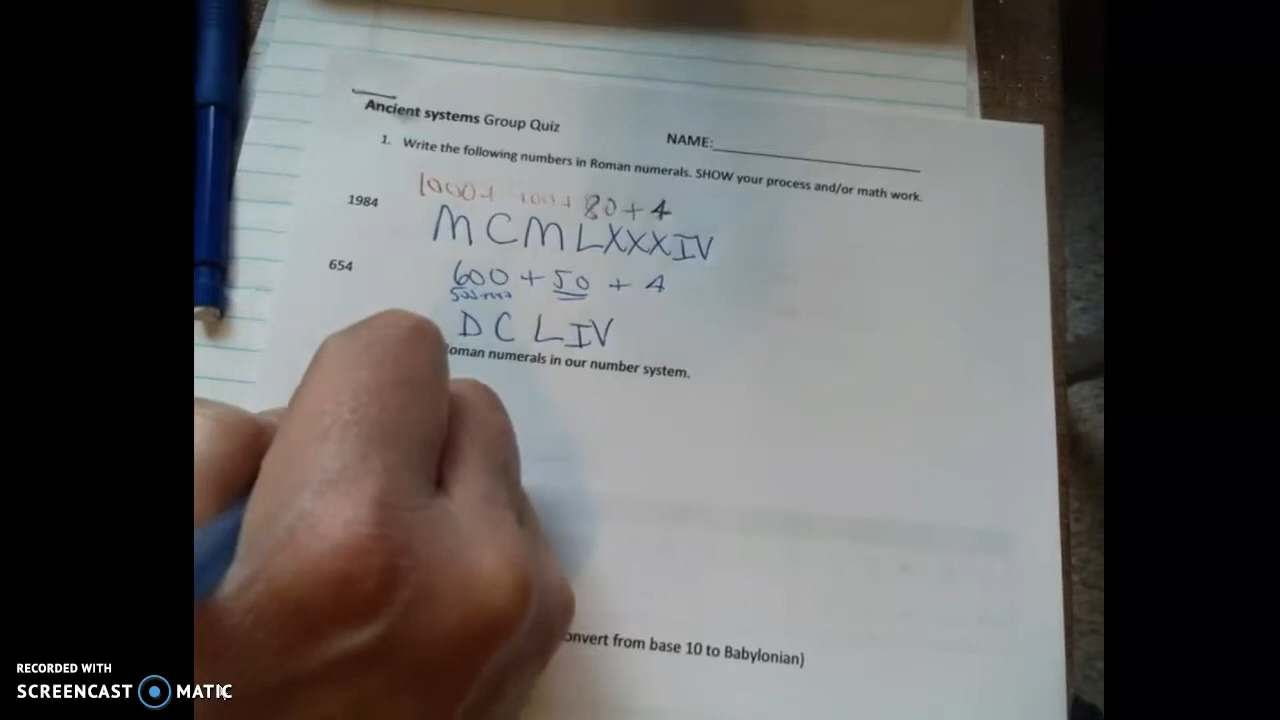 Ancient systems Group Quiz NAME:
1. Write the following numbers in Roman numerals. SHOW your process and/or math work.
1000+ 80+4
1984
MCMLXXXIV
654 600 + 50 + 4
DCLIV
Roman numerals in our number system.
onvert from base 10 to Babylonian)
RECORDED WITH
SCREENCAST MATIC